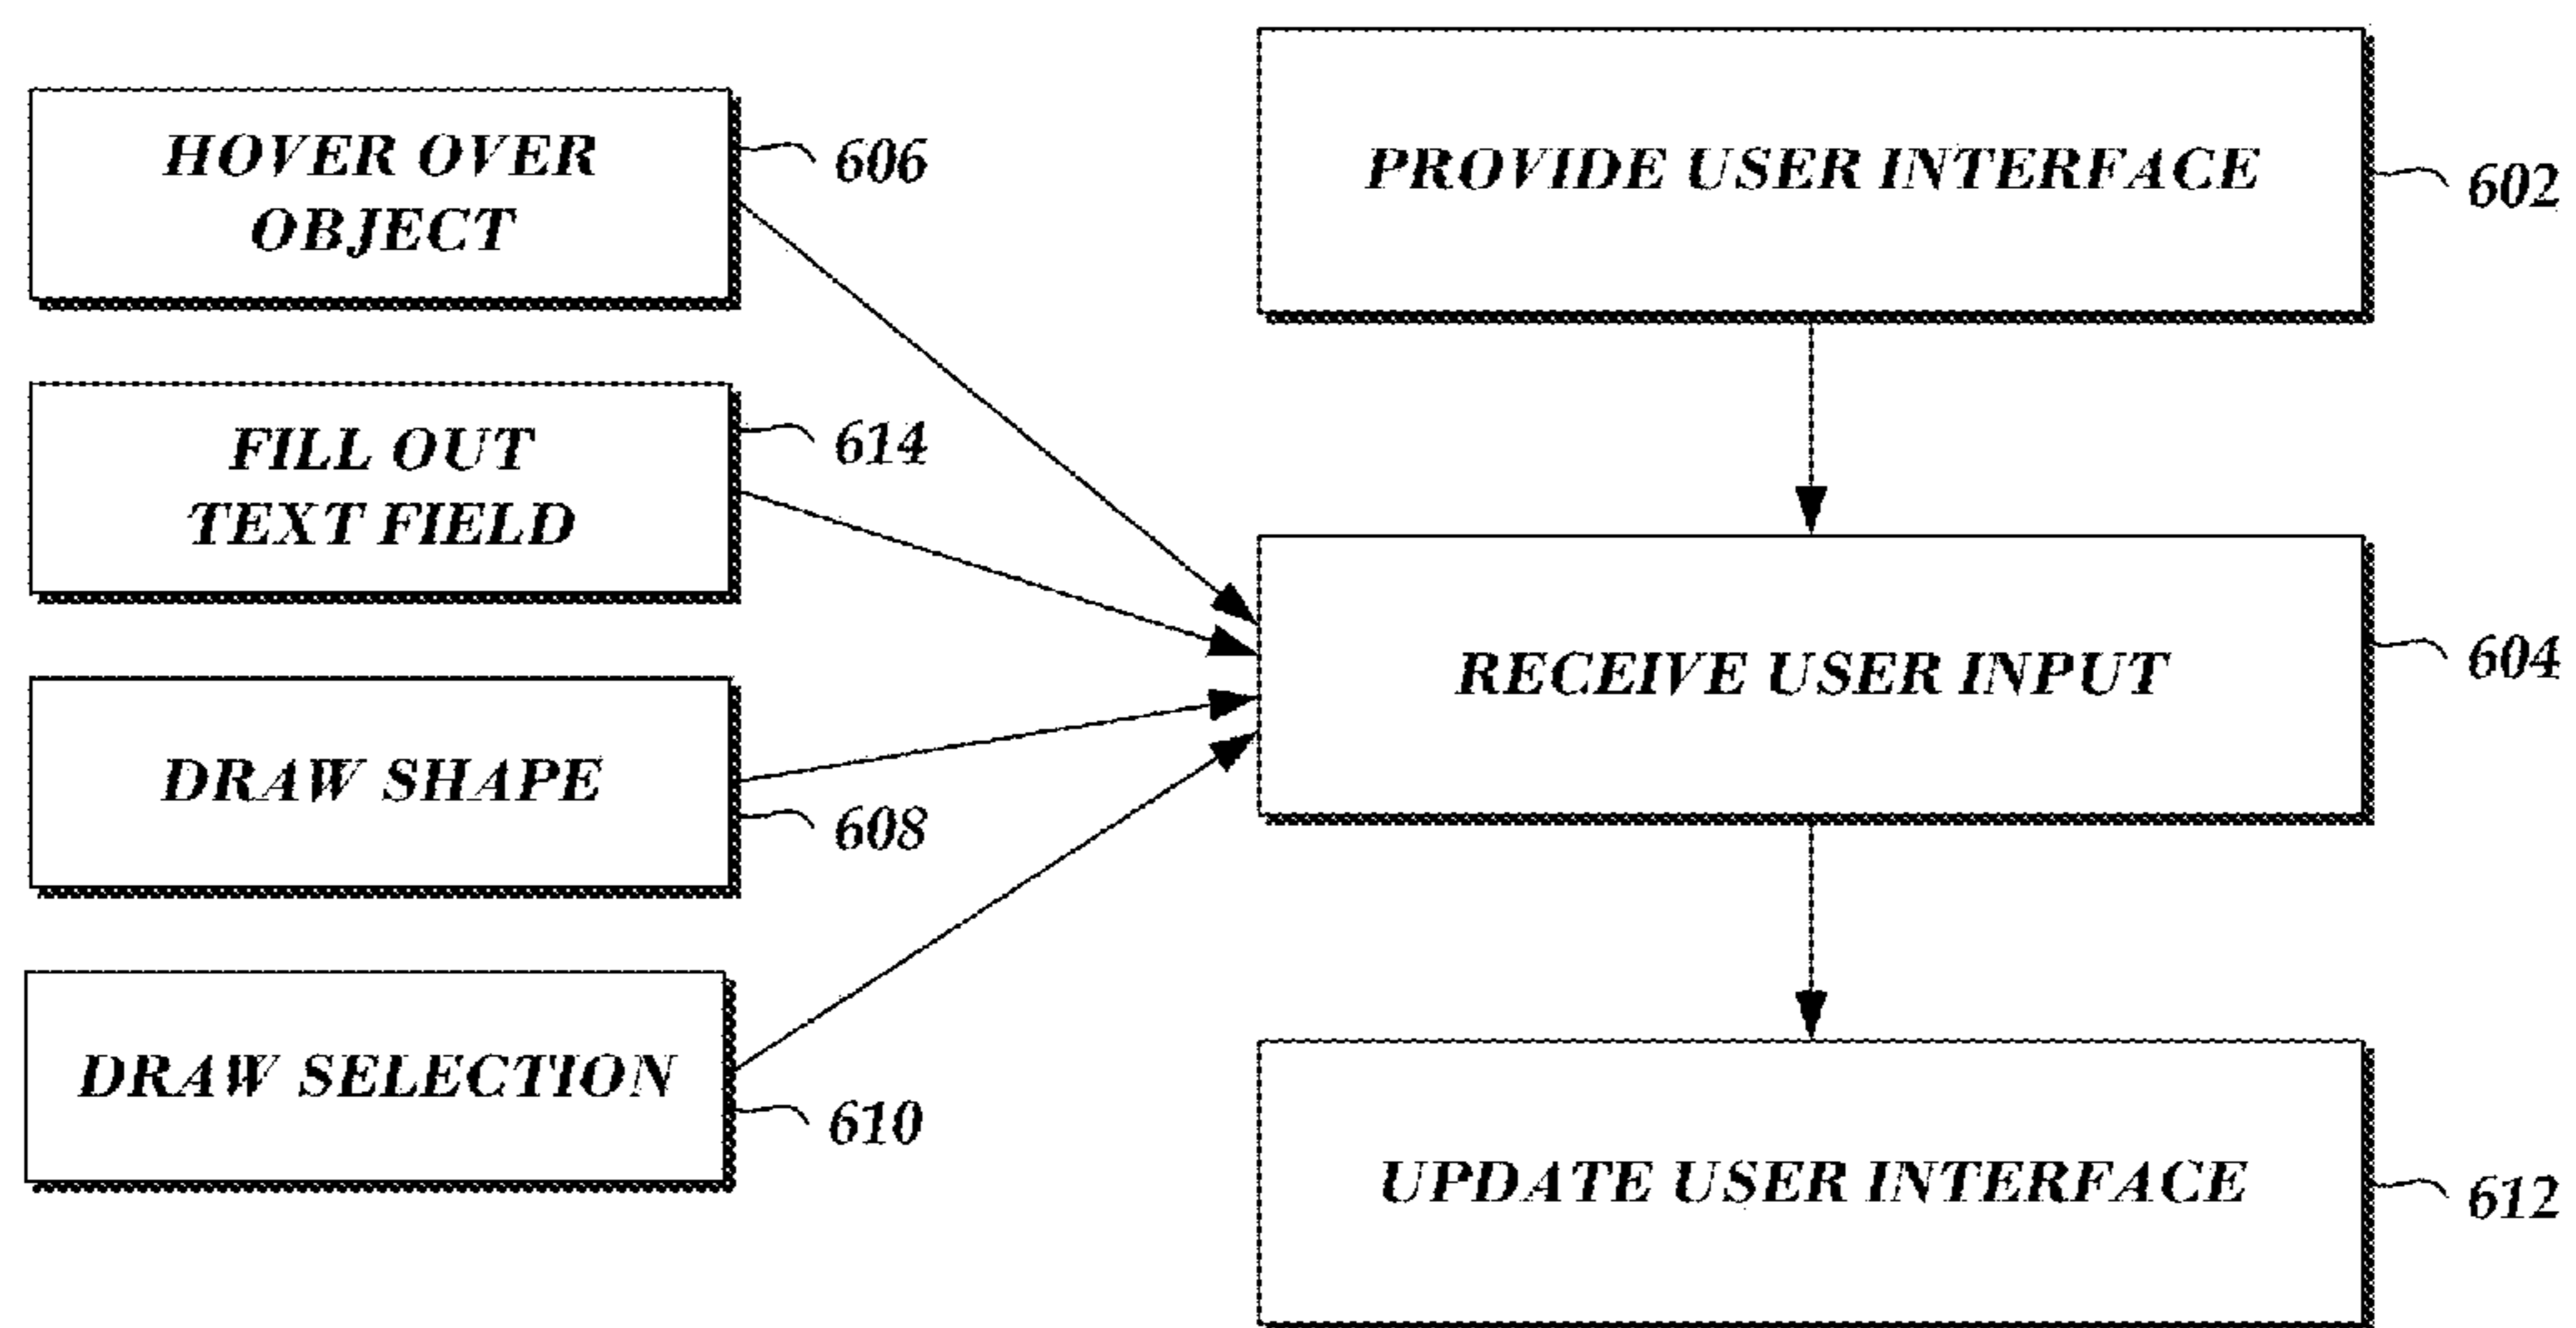 HOVER OVER
OBJECT
606
FILL OUT
TEXT FIELD
614
DRAW SHAPE
608
DRAW SELECTION
610
PROVIDE USER INTERFACE
602
RECEIVE USER INPUT
604
UPDATE USER INTERFACE
612